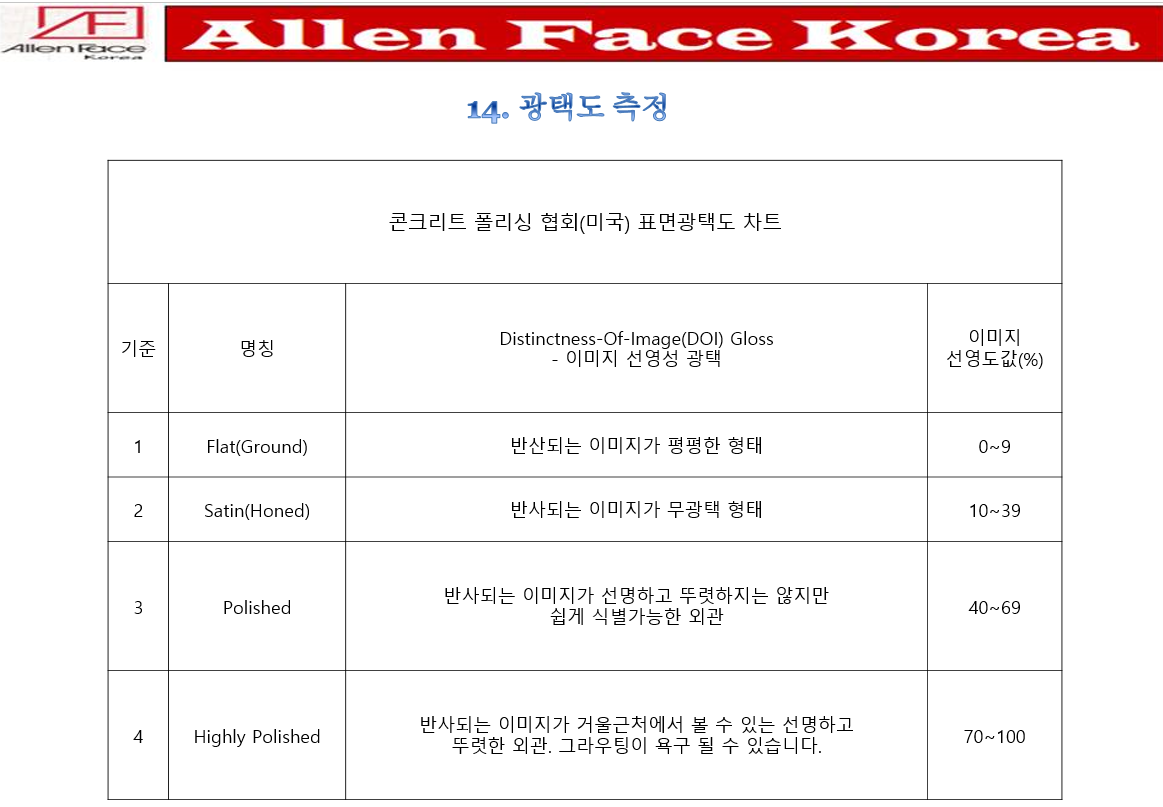 AF
Allen Face
Korea
Allen Face Korea
14. 광택도 측정
콘크리트 폴리싱 협회(미국) 표면광택도 차트
기준
명칭
Distinctness-Of-Image(DOI) Gloss
- 이미지 선영성 광택
이미지
선영도값(%)
1
Flat(Ground)
반산되는 이미지가 평평한 형태
0~9
2
Satin(Honed)
반사되는 이미지가 무광택 형태
10~39
3
Polished
반사되는 이미지가 선명하고 뚜렷하지는 않지만
쉽게 식별가능한 외관
40~69
4
Highly Polished
반사되는 이미지가 거울근처에서 볼 수 있는 선명하고
뚜렷한 외관. 그라우팅이 욕구 될 수 있습니다.
70~100